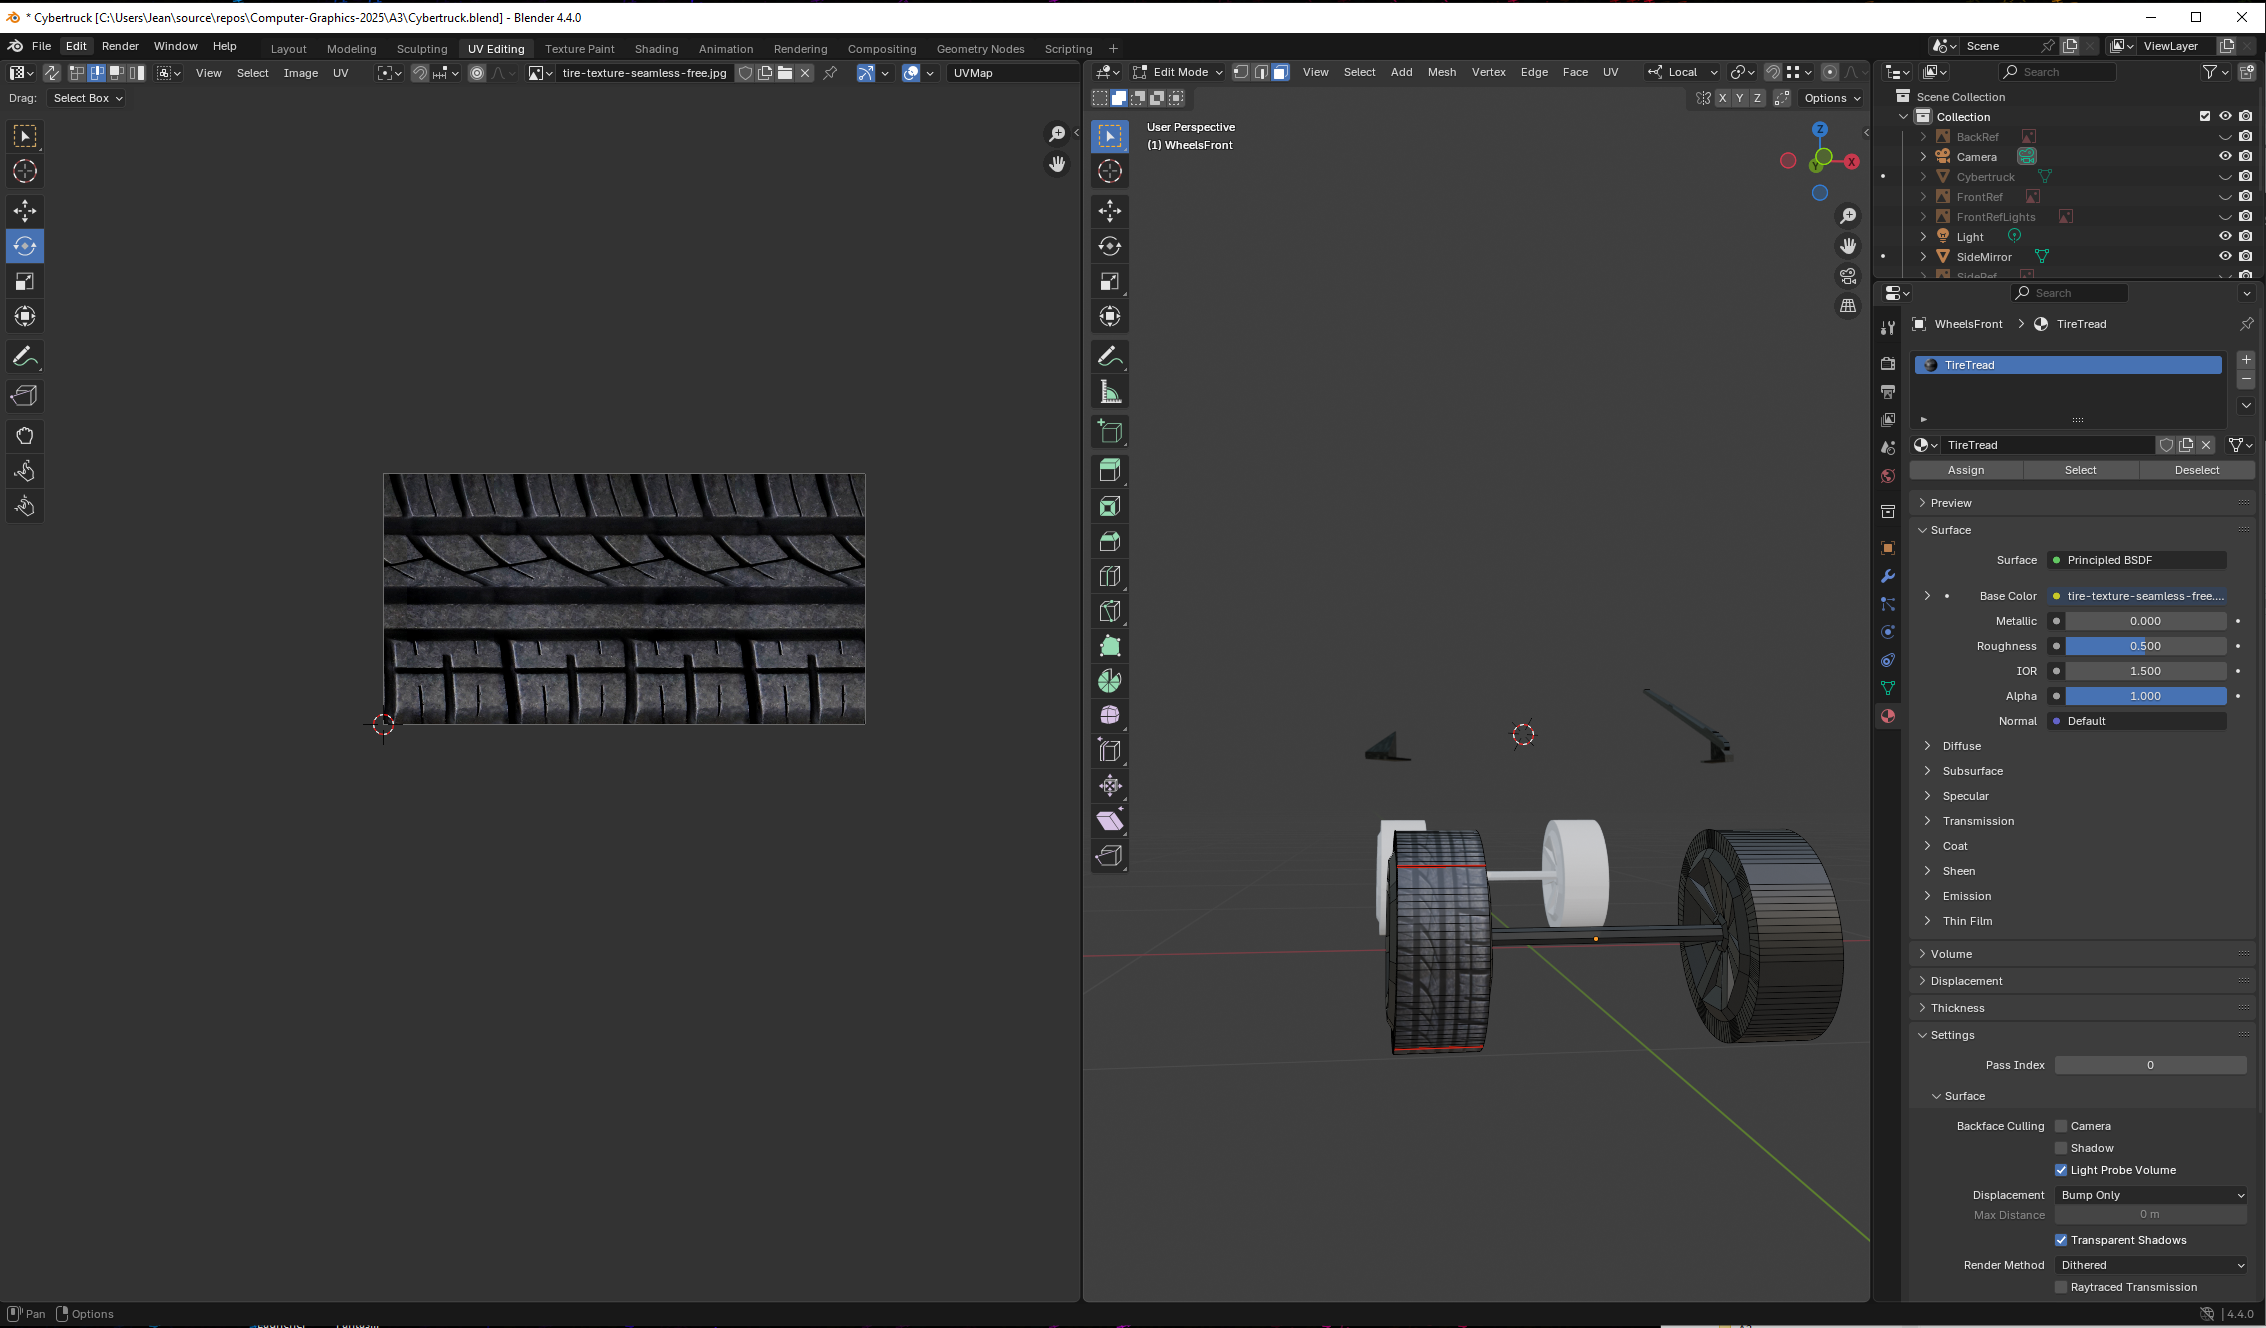 * Cybertruck [C:\Users\Jean\source\repos\Computer-Graphics-2025\A3\Cybertruck.blend] - Blender 4.4.0
File Edit Render Window Help
Layout Modeling Sculpting UV Editing Texture Paint Shading Animation Rendering Compositing Geometry Nodes Scripting +
Scene
ViewLayer
View Select Image UV
tire-texture-seamless-free.jpg
UVMap
Drag: Select Box
Edit Mode
View Select Add Mesh Vertex Edge Face UV
Local
X Y Z
Options
User Perspective
(1) WheelsFront
Z
X
Y
Search
Scene Collection
Collection
BackRef
Camera
Cybertruck
FrontRef
FrontRefLights
Light
SideMirror
SideRef
Search
WheelsFront > TireTread
TireTread
TireTread
Assign Select Deselect
Preview
Surface
Surface Principled BSDF
Base Color tire-texture-seamless-free....
Metallic 0.000
Roughness 0.500
IOR 1.500
Alpha 1.000
Normal Default
Diffuse
Subsurface
Specular
Transmission
Coat
Sheen
Emission
Thin Film
Volume
Displacement
Thickness
Settings
Pass Index 0
Surface
Backface Culling Camera
Shadow
Light Probe Volume
Displacement Bump Only
Max Distance 0 m
Transparent Shadows
Render Method Dithered
Raytraced Transmission
Pan Options
4.4.0